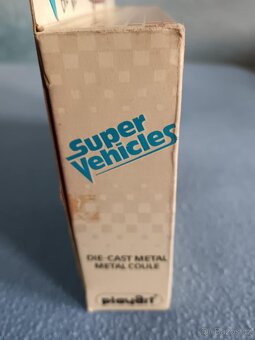 Super
Vehicles
DIE-CAST METAL
METAL COULE
playart